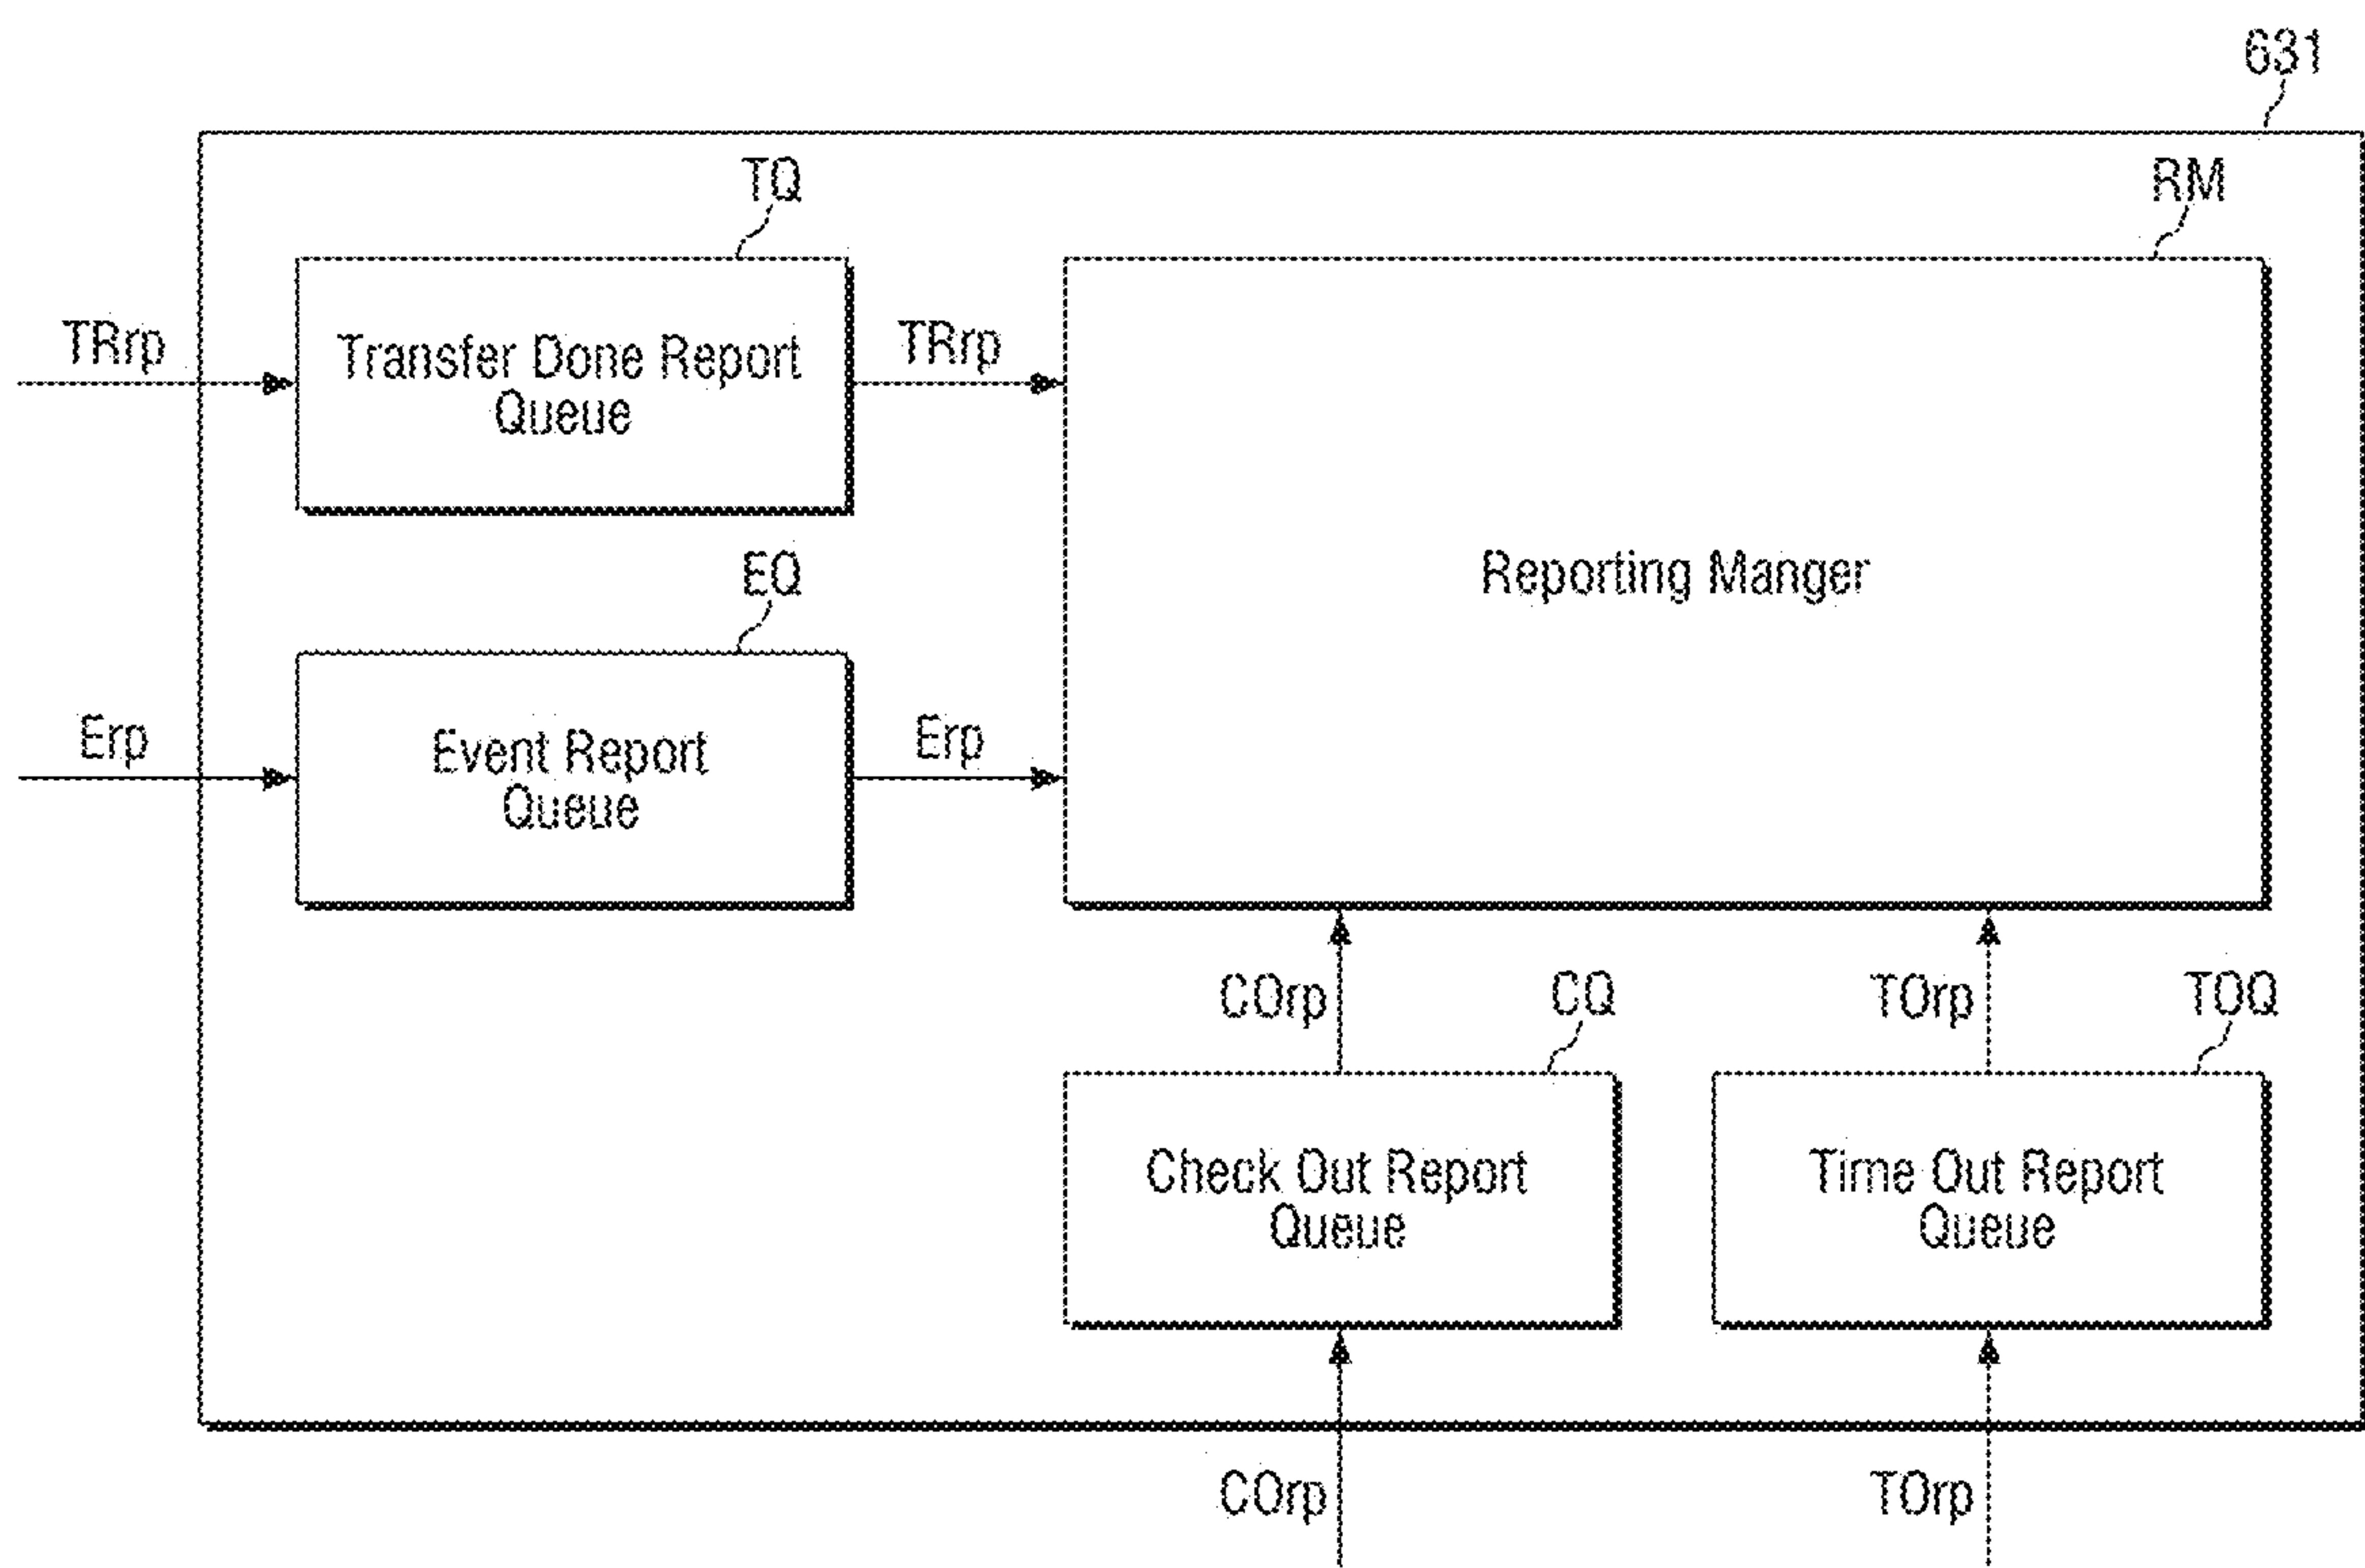 631
TQ
RM
TRrp
Transfer Done Report
Queue
TRrp
Reporting Manger
EQ
Erp
Event Report
Queue
Erp
COrp
CQ
TOrp
TOQ
Check Out Report
Queue
Time Out Report
Queue
COrp
TOrp